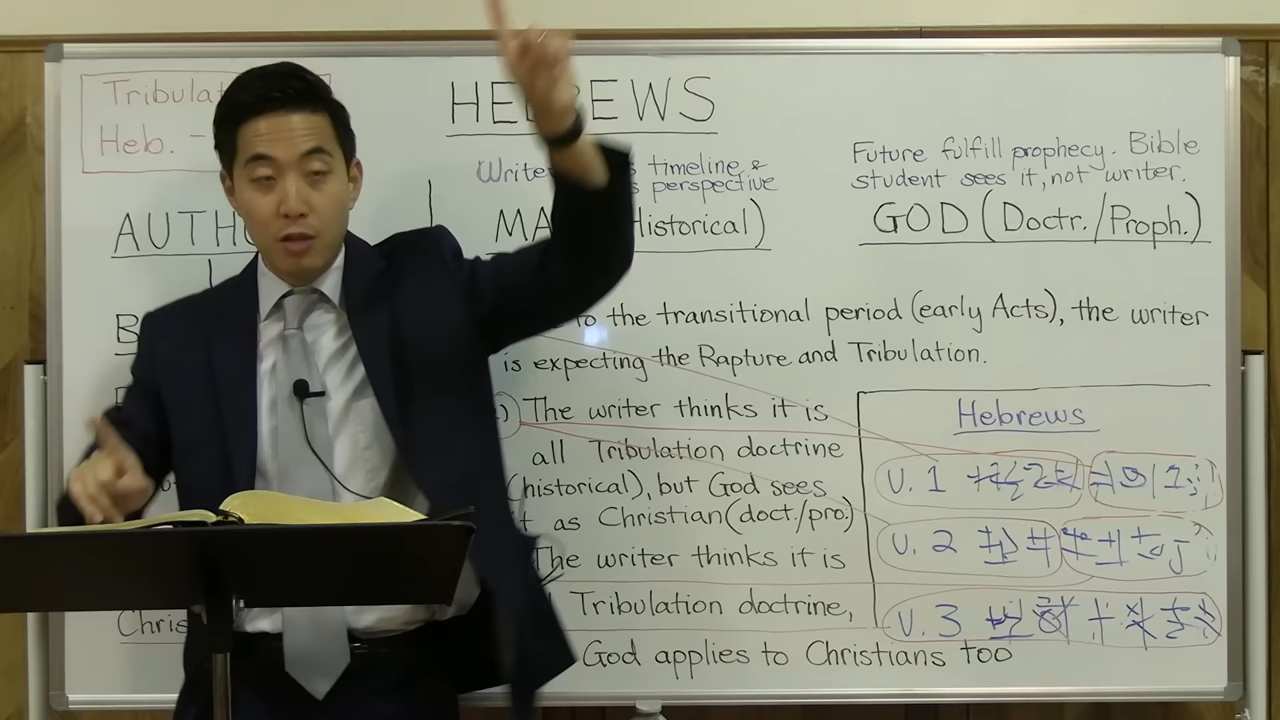 Tribulat
Heb. -
HEBREWS
Writer timeline &
s perspective
Future fulfill prophecy. Bible
student sees it, not writer.
AUTHO
MA Historical)
GOD (Doctr./Proph.)
B
to the transitional period (early Acts), the writer
is expecting the Rapture and Tribulation.
The writer thinks it is
all Tribulation doctrine
(historical), but God sees
it as Christian (doct./pro.)
The writer thinks it is
Tribulation doctrine,
God applies to Christians too
Chris
Hebrews
V. 1
V. 2
V. 3